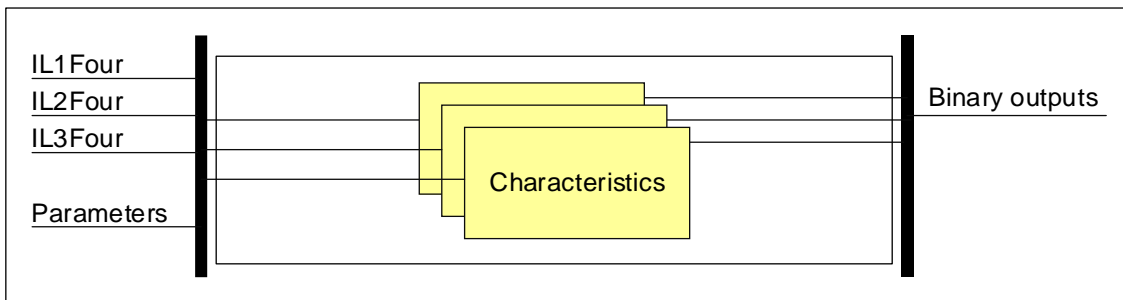 IL1Four
IL2Four
IL3Four
Parameters
Characteristics
Binary outputs